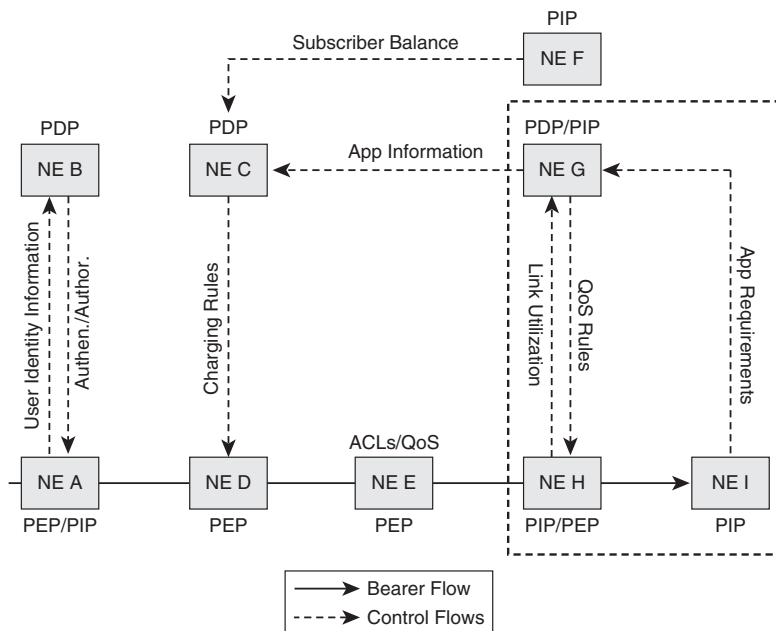 PIP
Subscriber Balance
NE F
PDP
PDP
PDP/PIP
NE B
NE C
App Information
NE G
User Identity Information
Authen./Author.
Charging Rules
Link Utilization
QoS Rules
App Requirements
ACLs/QoS
NE A
NE D
NE E
NE H
NE I
PEP/PIP
PEP
PEP
PIP/PEP
PIP
Bearer Flow
Control Flows